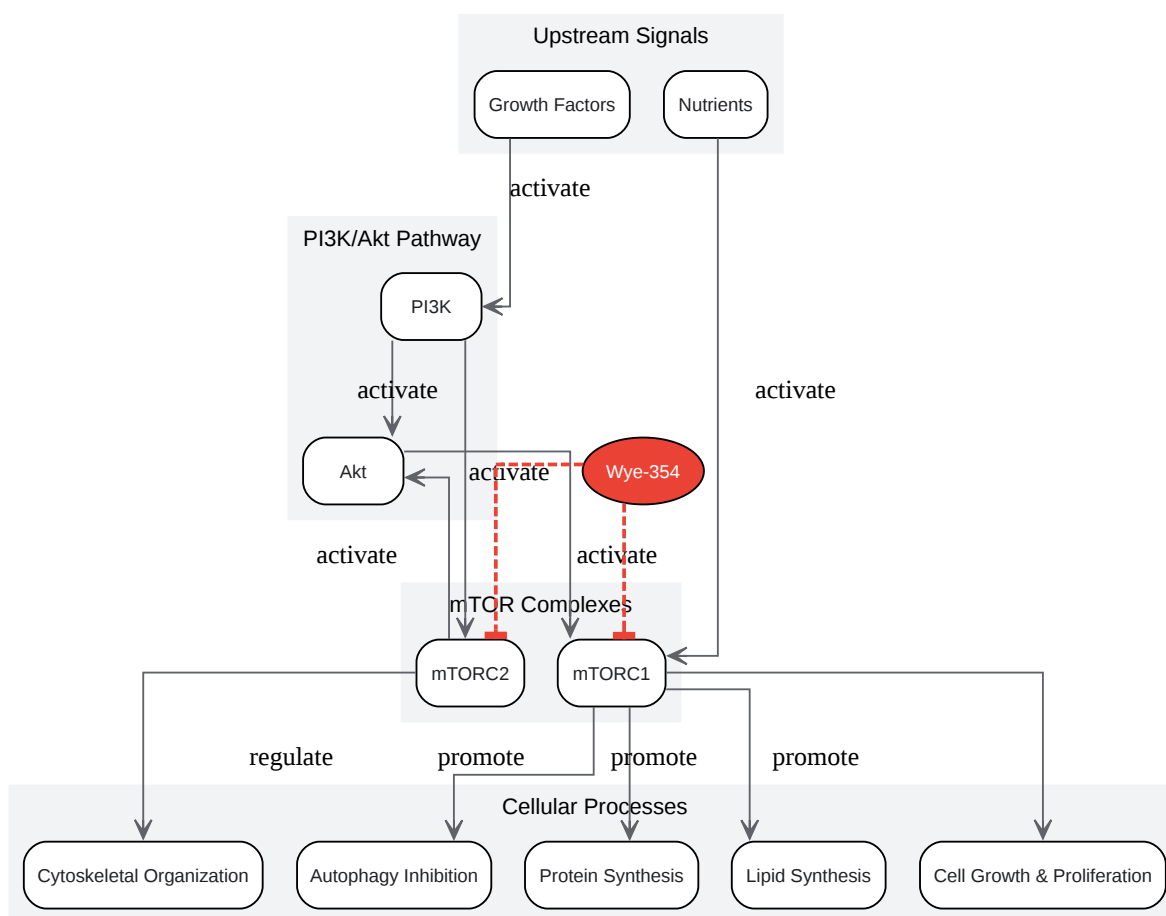 Upstream Signals
Growth Factors
Nutrients
activate
PI3K/Akt Pathway
PI3K
activate
activate
Akt
activate
Wye-354
activate
activate
mTOR Complexes
mTORC2
mTORC1
regulate
promote
promote
promote
Cellular Processes
Cytoskeletal Organization
Autophagy Inhibition
Protein Synthesis
Lipid Synthesis
Cell Growth & Proliferation